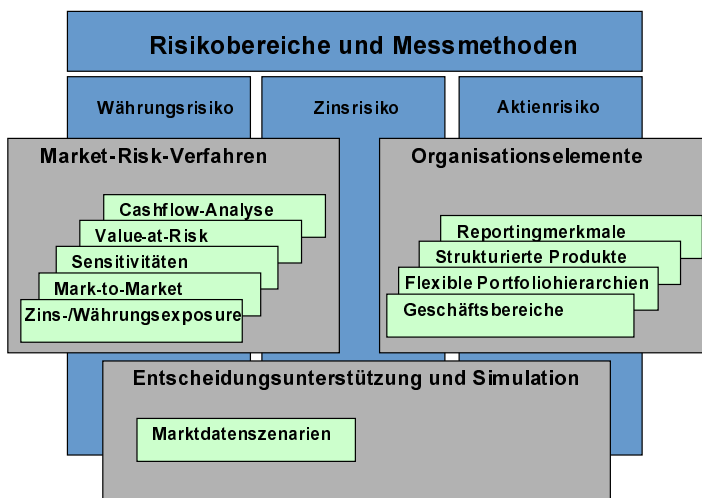 Risikobereiche und Messmethoden
Währungsrisiko
Zinsrisiko
Aktienrisiko
Market-Risk-Verfahren
Cashflow-Analyse
Value-at-Risk
Sensitivitäten
Mark-to-Market
Zins-/Währungsexposure
Organisationselemente
Reportingmerkmale
Strukturierte Produkte
Flexible Portfoliohierarchien
Geschäftsbereiche
Entscheidungsunterstützung und Simulation
Marktdatenszenarien